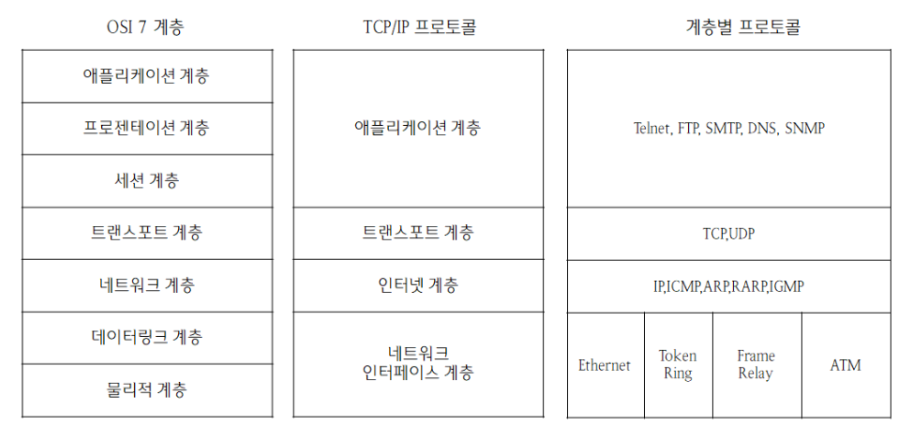 OSI 7 계층
TCP/IP 프로토콜
계층별 프로토콜
애플리케이션 계층
프로젠테이션 계층
세션 계층
트랜스포트 계층
네트워크 계층
데이터링크 계층
물리적 계층
애플리케이션 계층
트랜스포트 계층
인터넷 계층
네트워크
인터페이스 계층
Telnet, FTP, SMTP, DNS, SNMP
TCP,UDP
IP,ICMP,ARP,RARP,IGMP
Ethernet
Token
Ring
Frame
Relay
ATM